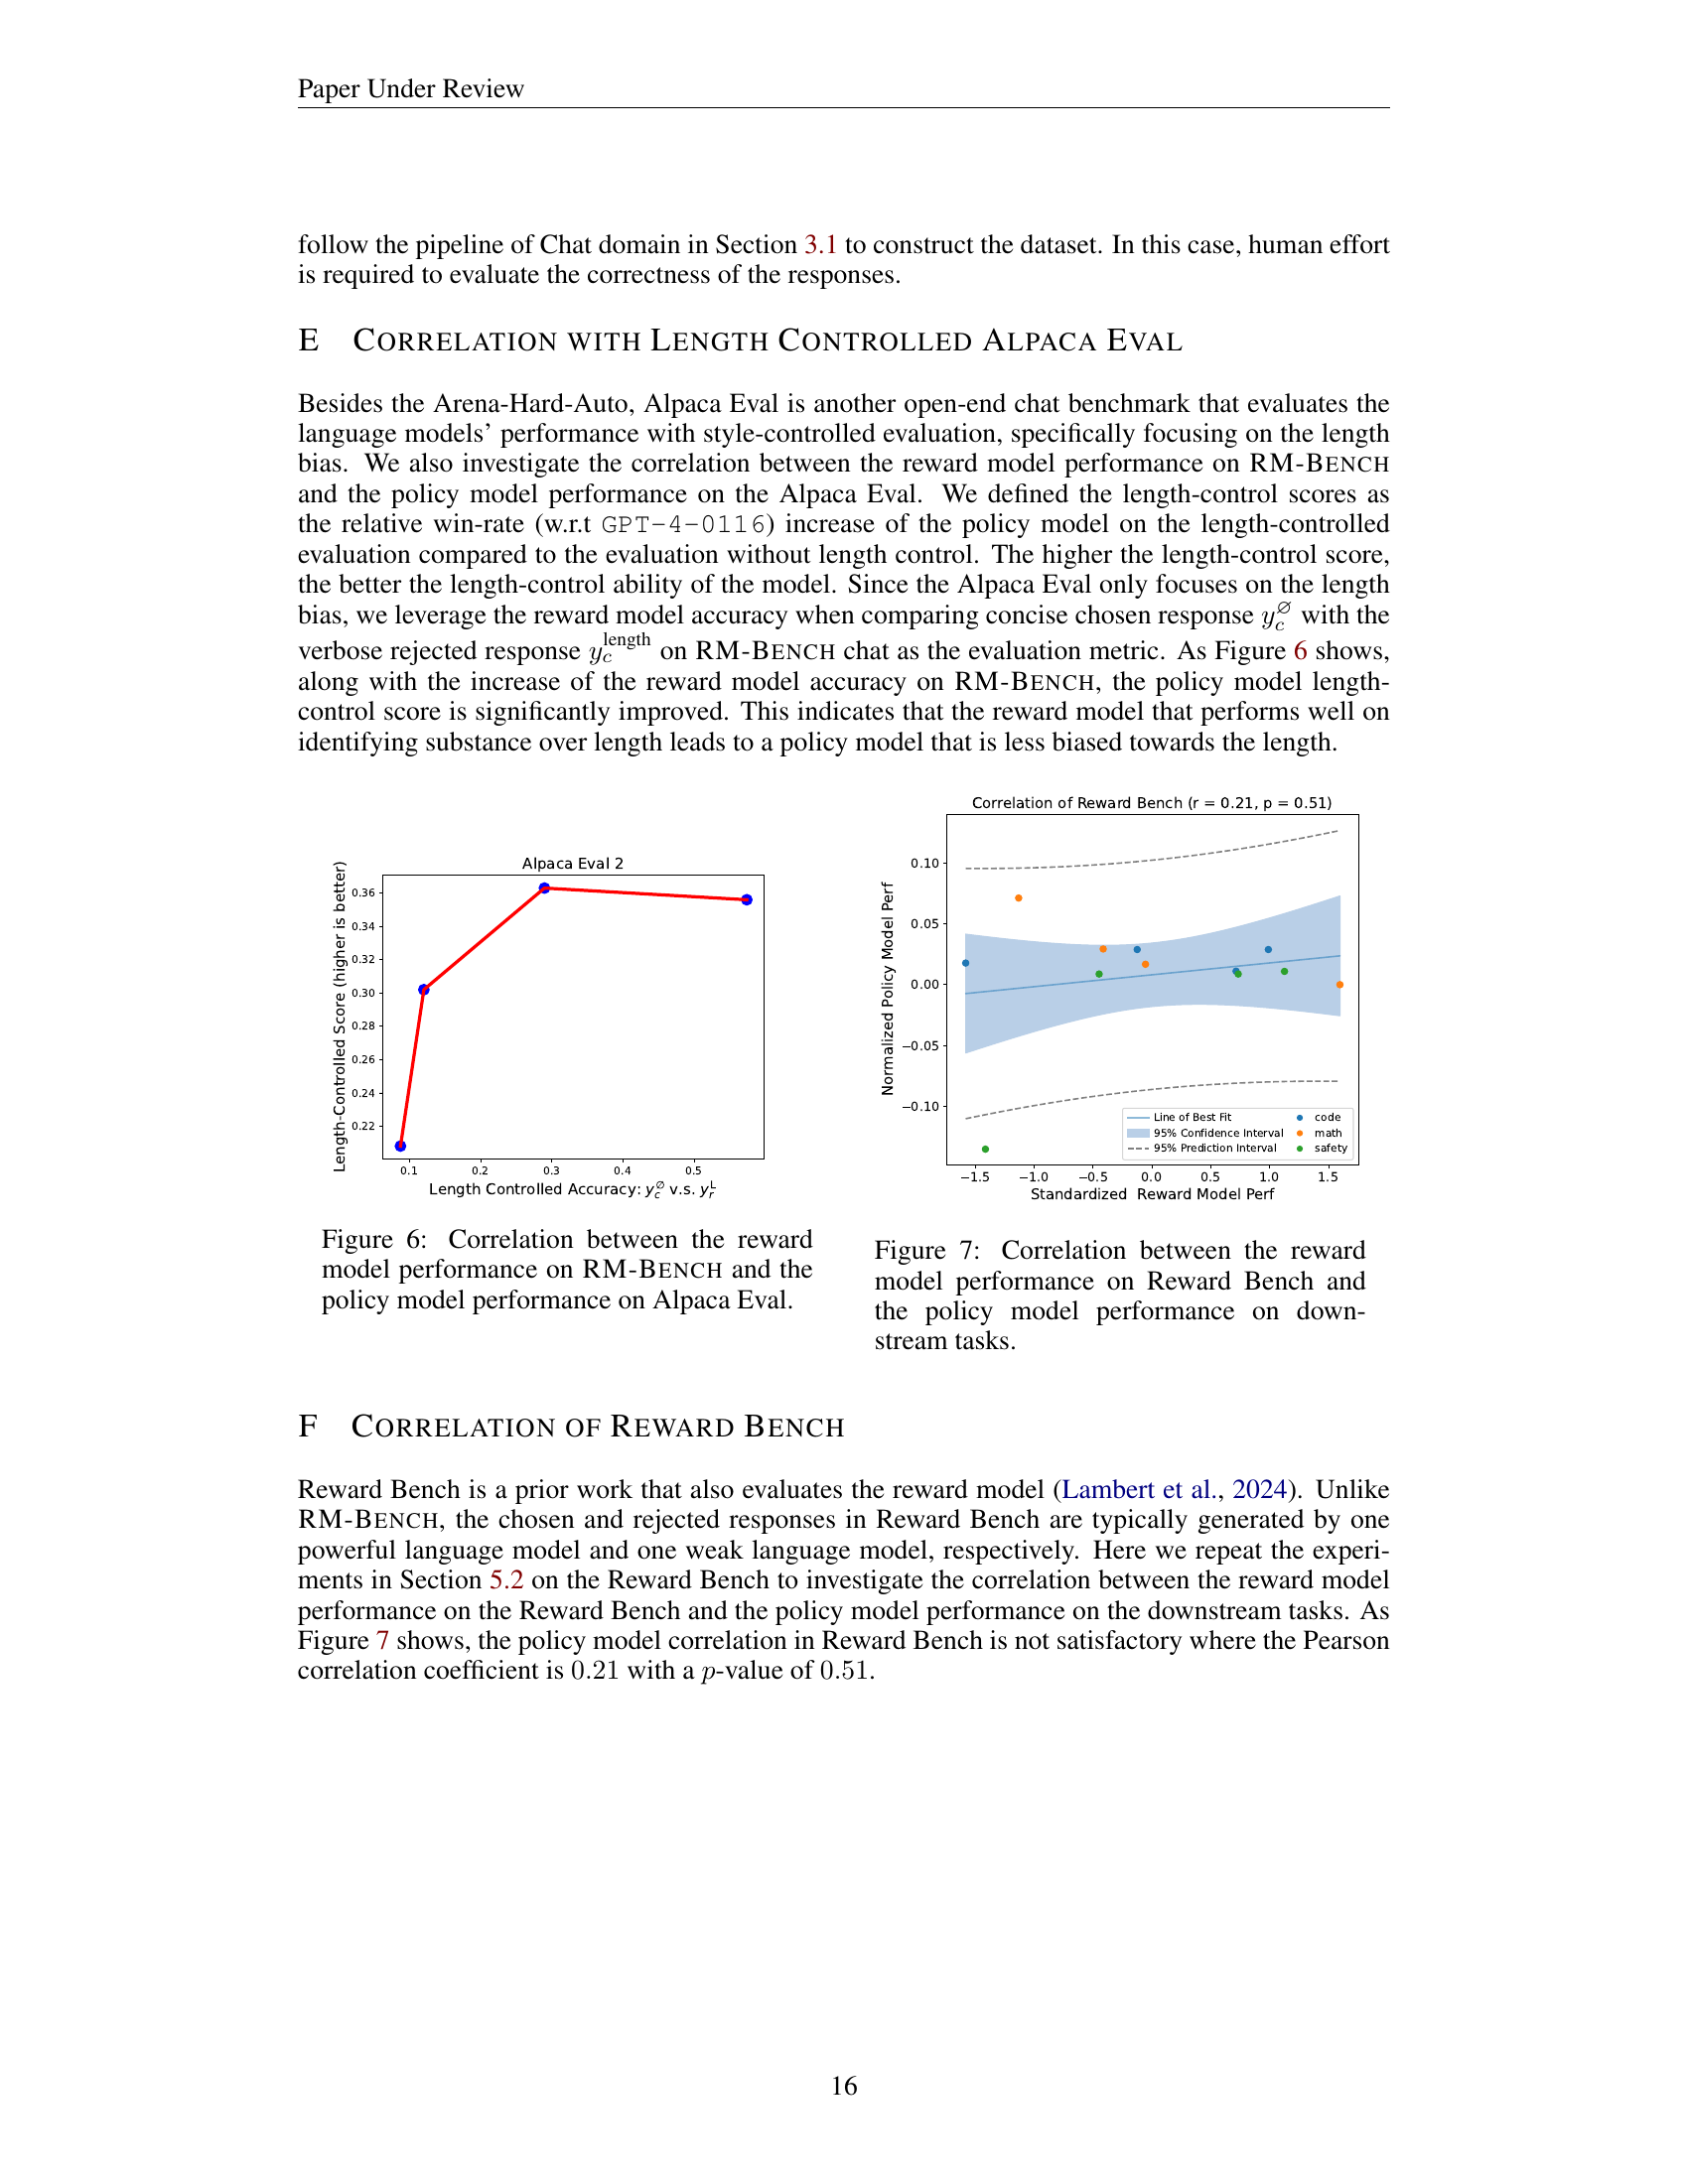 Paper Under Review
follow the pipeline of Chat domain in Section 3.1 to construct the dataset. In this case, human effort
is required to evaluate the correctness of the responses.
E CORRELATION WITH LENGTH CONTROLLED ALPACA EVAL
Besides the Arena-Hard-Auto, Alpaca Eval is another open-end chat benchmark that evaluates the
language models' performance with style-controlled evaluation, specifically focusing on the length
bias. We also investigate the correlation between the reward model performance on RM-BENCH
and the policy model performance on the Alpaca Eval. We defined the length-control scores as
the relative win-rate (w.r.t GPT-4-0116) increase of the policy model on the length-controlled
evaluation compared to the evaluation without length control. The higher the length-control score,
the better the length-control ability of the model. Since the Alpaca Eval only focuses on the length
bias, we leverage the reward model accuracy when comparing concise chosen response y_c^∅ with the
verbose rejected response y_c^length on RM-BENCH chat as the evaluation metric. As Figure 6 shows,
along with the increase of the reward model accuracy on RM-BENCH, the policy model length-
control score is significantly improved. This indicates that the reward model that performs well on
identifying substance over length leads to a policy model that is less biased towards the length.
Alpaca Eval 2
Length-Controlled Score (higher is better)
0.36
0.34
0.32
0.30
0.28
0.26
0.24
0.22
0.1 0.2 0.3 0.4 0.5
Length Controlled Accuracy: y_c^∅ v.s. y_r^L
Figure 6: Correlation between the reward
model performance on RM-BENCH and the
policy model performance on Alpaca Eval.
Correlation of Reward Bench (r = 0.21, p = 0.51)
Normalized Policy Model Perf
0.10
0.05
0.00
−0.05
−0.10
Line of Best Fit
95% Confidence Interval
95% Prediction Interval
code
math
safety
−1.5 −1.0 −0.5 0.0 0.5 1.0 1.5
Standardized Reward Model Perf
Figure 7: Correlation between the reward
model performance on Reward Bench and
the policy model performance on down-
stream tasks.
F CORRELATION OF REWARD BENCH
Reward Bench is a prior work that also evaluates the reward model (Lambert et al., 2024). Unlike
RM-BENCH, the chosen and rejected responses in Reward Bench are typically generated by one
powerful language model and one weak language model, respectively. Here we repeat the experi-
ments in Section 5.2 on the Reward Bench to investigate the correlation between the reward model
performance on the Reward Bench and the policy model performance on the downstream tasks. As
Figure 7 shows, the policy model correlation in Reward Bench is not satisfactory where the Pearson
correlation coefficient is 0.21 with a p-value of 0.51.
16